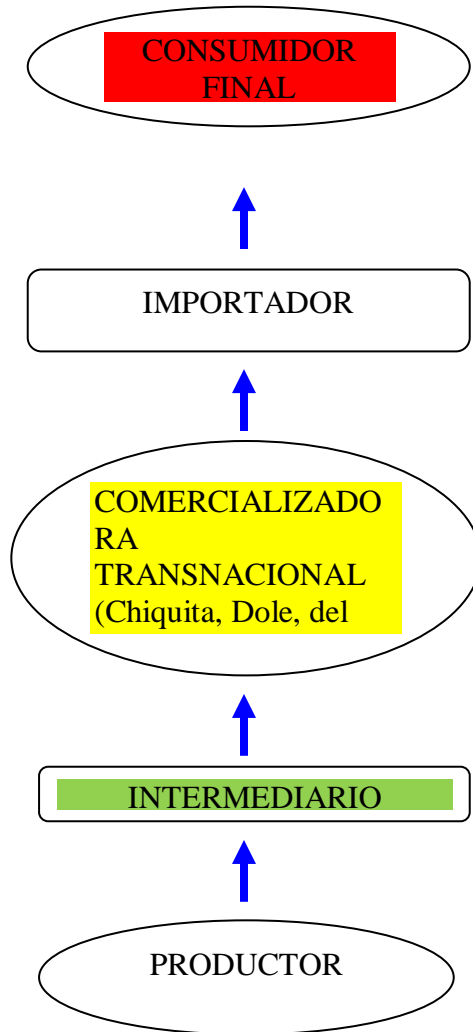 CONSUMIDOR
FINAL
IMPORTADOR
COMERCIALIZADO
RA
TRANSNACIONAL
(Chiquita, Dole, del
INTERMEDIARIO
PRODUCTOR